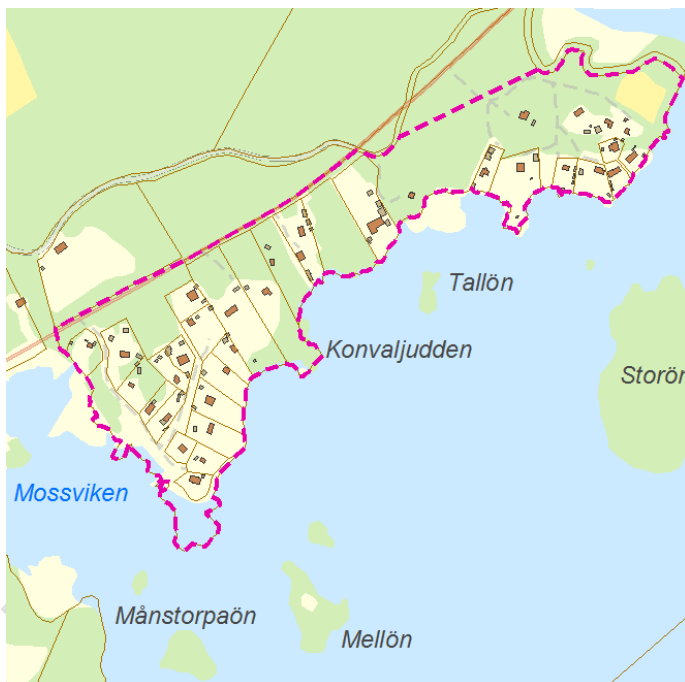 Tallön
Konvaljudden
Storön
Mossviken
Månstorpaön
Mellön